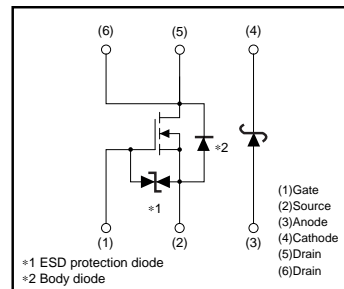 (6) (5) (4)
∗2
∗1
(1) (2) (3)
(1)Gate
(2)Source
(3)Anode
(4)Cathode
(5)Drain
(6)Drain
∗1 ESD protection diode
∗2 Body diode